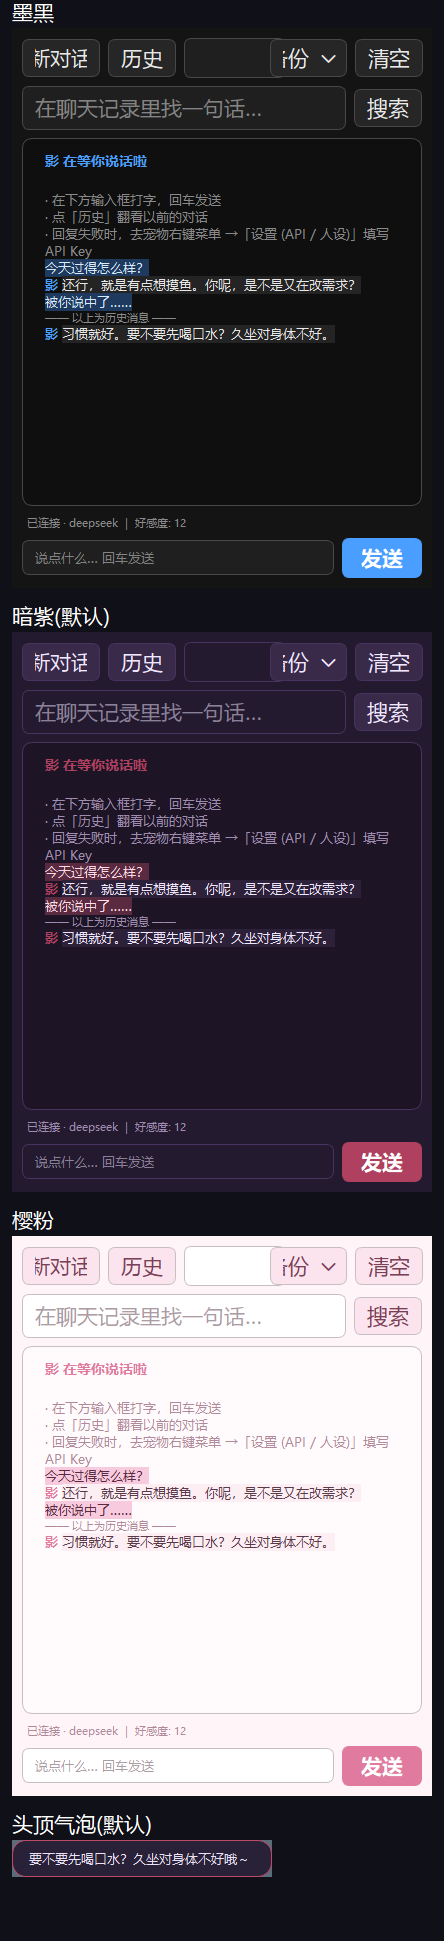 墨黑
新对话 历史 备份 清空
在聊天记录里找一句话... 搜索
影 在等你说话啦
· 在下方输入框打字，回车发送
· 点「历史」翻看以前的对话
· 回复失败时，去宠物右键菜单 →「设置 (API / 人设)」填写
API Key
今天过得怎么样？
影 还行，就是有点想摸鱼。你呢，是不是又在改需求？
被你说中了……
—— 以上为历史消息 ——
影 习惯就好。要不要先喝口水？久坐对身体不好。
已连接 · deepseek | 好感度: 12
说点什么... 回车发送 发送
暗紫(默认)
新对话 历史 备份 清空
在聊天记录里找一句话... 搜索
影 在等你说话啦
· 在下方输入框打字，回车发送
· 点「历史」翻看以前的对话
· 回复失败时，去宠物右键菜单 →「设置 (API / 人设)」填写
API Key
今天过得怎么样？
影 还行，就是有点想摸鱼。你呢，是不是又在改需求？
被你说中了……
—— 以上为历史消息 ——
影 习惯就好。要不要先喝口水？久坐对身体不好。
已连接 · deepseek | 好感度: 12
说点什么... 回车发送 发送
樱粉
新对话 历史 备份 清空
在聊天记录里找一句话... 搜索
影 在等你说话啦
· 在下方输入框打字，回车发送
· 点「历史」翻看以前的对话
· 回复失败时，去宠物右键菜单 →「设置 (API / 人设)」填写
API Key
今天过得怎么样？
影 还行，就是有点想摸鱼。你呢，是不是又在改需求？
被你说中了……
—— 以上为历史消息 ——
影 习惯就好。要不要先喝口水？久坐对身体不好。
已连接 · deepseek | 好感度: 12
说点什么... 回车发送 发送
头顶气泡(默认)
要不要先喝口水？久坐对身体不好哦～